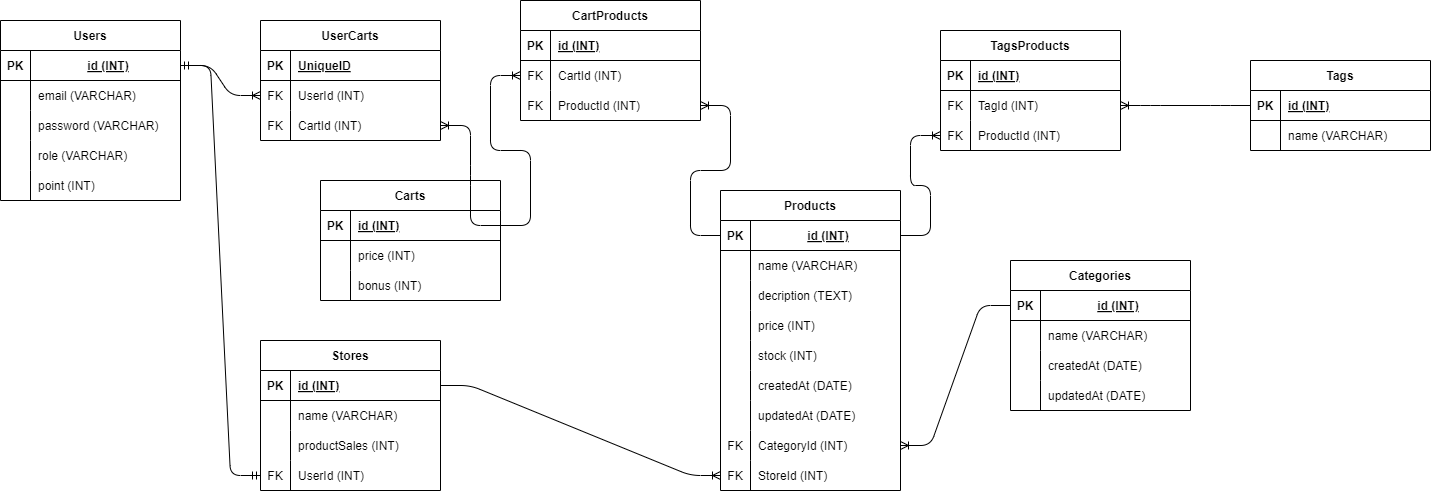 Users
PK id (INT)
email (VARCHAR)
password (VARCHAR)
role (VARCHAR)
point (INT)
UserCarts
PK UniqueID
FK UserId (INT)
FK CartId (INT)
CartProducts
PK id (INT)
FK CartId (INT)
FK ProductId (INT)
TagsProducts
PK id (INT)
FK TagId (INT)
FK ProductId (INT)
Tags
PK id (INT)
name (VARCHAR)
Carts
PK id (INT)
price (INT)
bonus (INT)
Products
PK id (INT)
name (VARCHAR)
decription (TEXT)
price (INT)
stock (INT)
createdAt (DATE)
updatedAt (DATE)
FK CategoryId (INT)
FK StoreId (INT)
Categories
PK id (INT)
name (VARCHAR)
createdAt (DATE)
updatedAt (DATE)
Stores
PK id (INT)
name (VARCHAR)
productSales (INT)
FK UserId (INT)